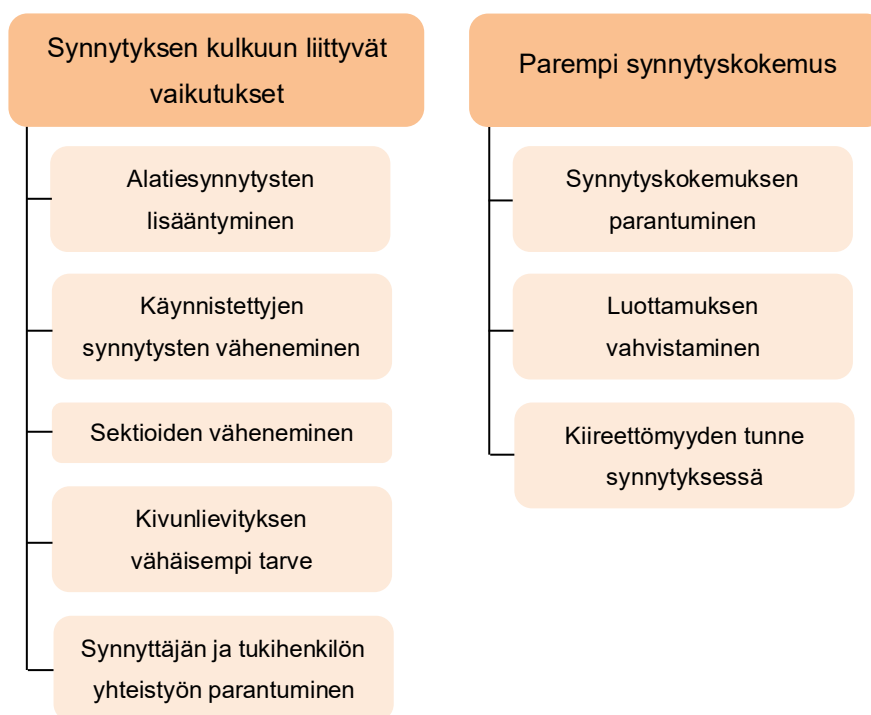 Synnytyksen kulkuun liittyvät
vaikutukset
Alatiesynnytysten
lisääntyminen
Käynnistettyjen
synnytysten väheneminen
Sektioiden väheneminen
Kivunlievityksen
vähäisempi tarve
Synnyttäjän ja tukihenkilön
yhteistyön parantuminen
Parempi synnytyskokemus
Synnytyskokemuksen
parantuminen
Luottamuksen
vahvistaminen
Kiireettömyyden tunne
synnytyksessä